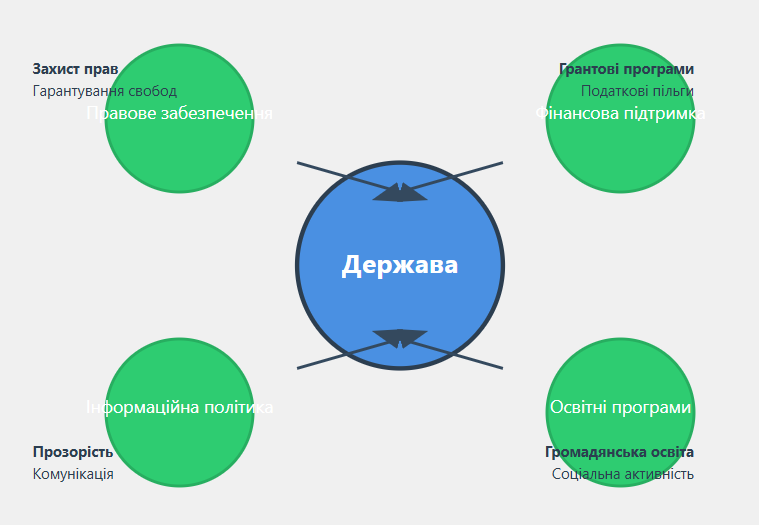 Захист прав
Гарантування свобод
Правове забезпечення
Грантові програми
Податкові пільги
Фінансова підтримка
Держава
Інформаційна політика
Прозорість
Комунікація
Освітні програми
Громадянська освіта
Соціальна активність